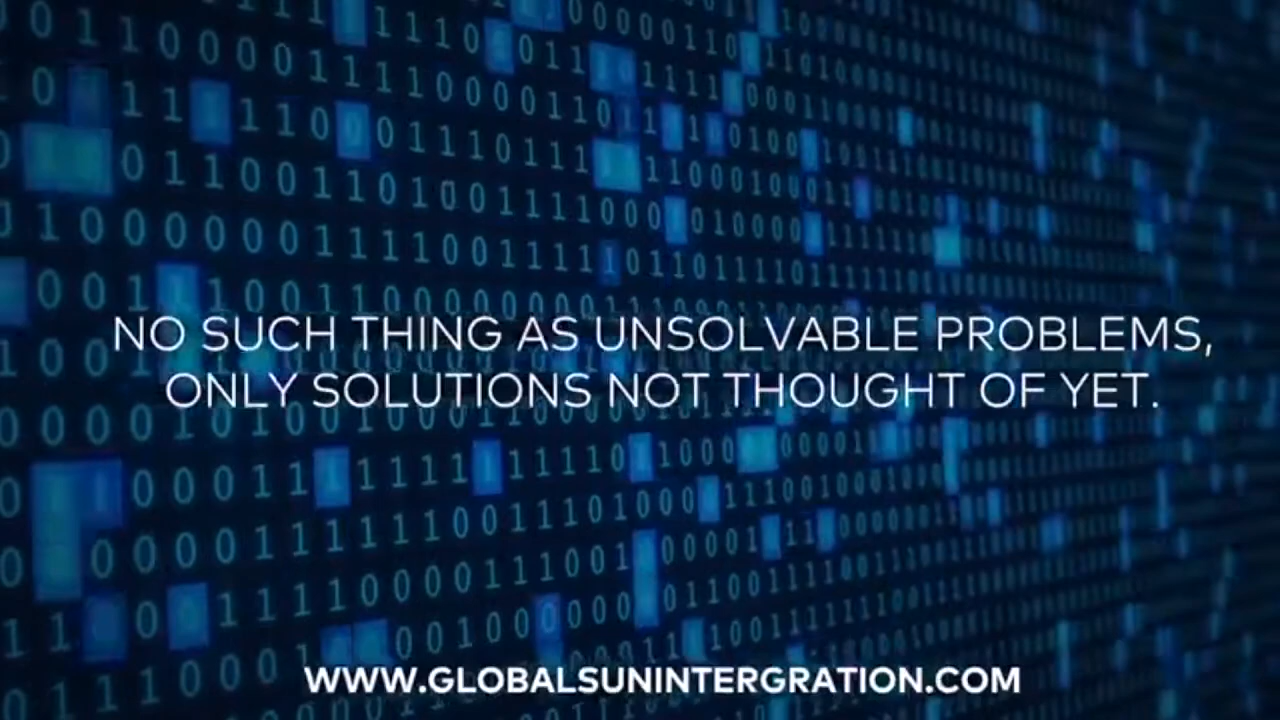 NO SUCH THING AS UNSOLVABLE PROBLEMS,
ONLY SOLUTIONS NOT THOUGHT OF YET.
WWW.GLOBALSUNINTERGRATION.COM